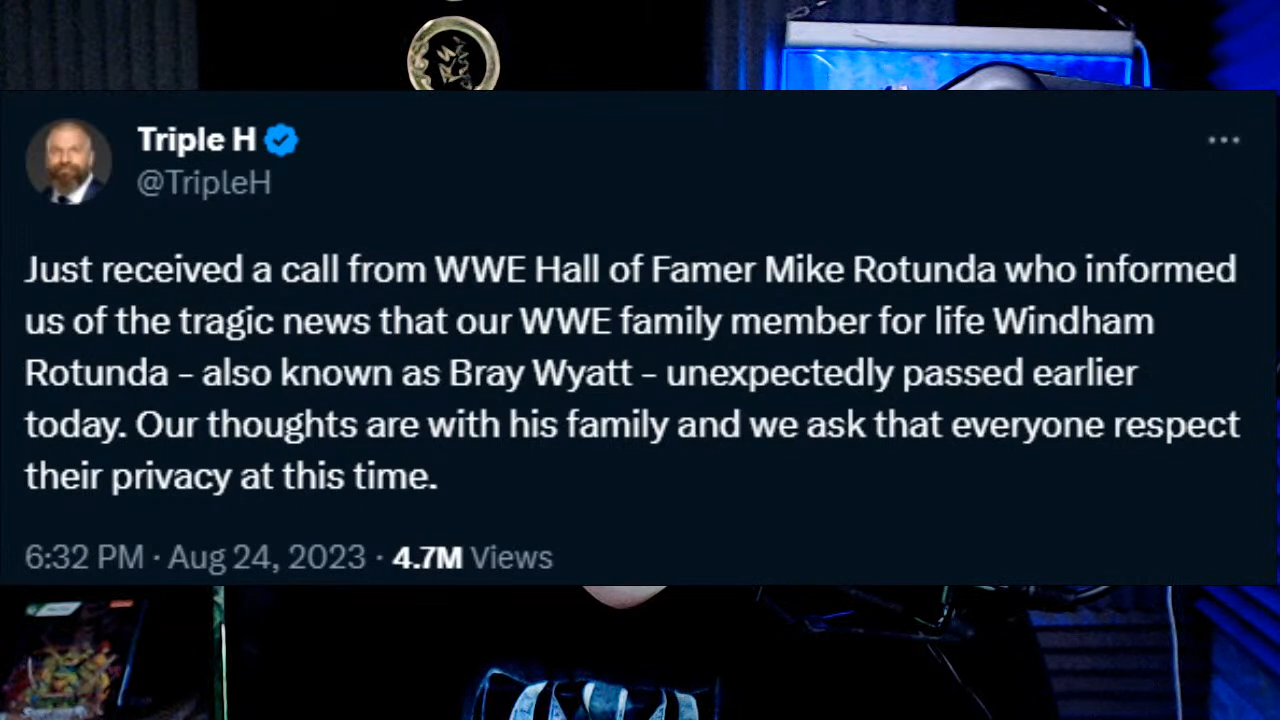 Triple H
@TripleH
Just received a call from WWE Hall of Famer Mike Rotunda who informed
us of the tragic news that our WWE family member for life Windham
Rotunda - also known as Bray Wyatt - unexpectedly passed earlier
today. Our thoughts are with his family and we ask that everyone respect
their privacy at this time.
6:32 PM · Aug 24, 2023 · 4.7M Views